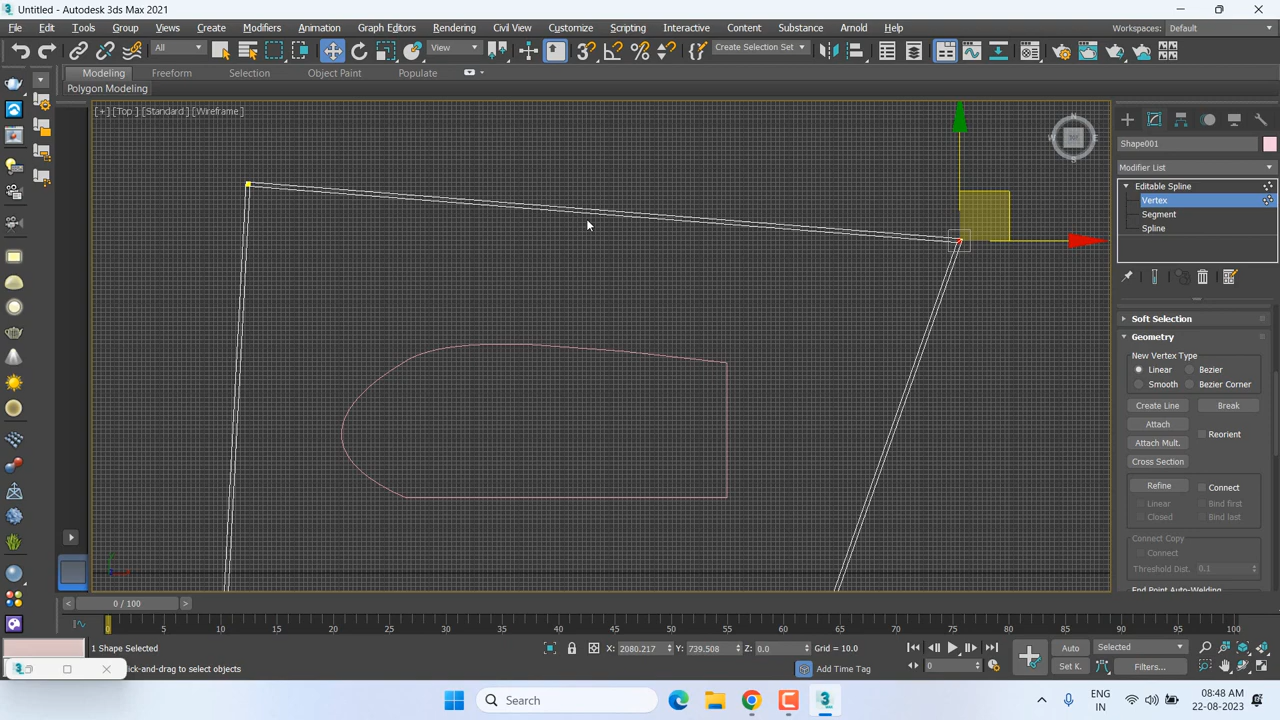 Untitled - Autodesk 3ds Max 2021
File Edit Tools Group Views Create Modifiers Animation Graph Editors Rendering Civil View Customize Scripting Interactive Content Substance Arnold Help Workspaces: Default
All View Create Selection Set
Modeling Freeform Selection Object Paint Populate
Polygon Modeling
[+] [Top ] [Standard] [Wireframe]
N
W E
S
Shape001
Modifier List
Editable Spline
Vertex
Segment
Spline
Soft Selection
Geometry
New Vertex Type
Linear Bezier
Smooth Bezier Corner
Create Line Break
Attach
Reorient
Attach Mult.
Cross Section
Refine Connect
Linear Bind first
Closed Bind last
Connect Copy
Connect
Threshold Dist. 0.1
End Point Auto-Welding
0 / 100
0 5 10 15 20 25 30 35 40 45 50 55 60 65 70 75 80 85 90 95 100
1 Shape Selected X: 2080.217 Y: 739.508 Z: 0.0 Grid = 10.0 Auto Selected
lick-and-drag to select objects Add Time Tag 0 Set K. Filters...
Search
ENG
IN
08:48 AM
22-08-2023